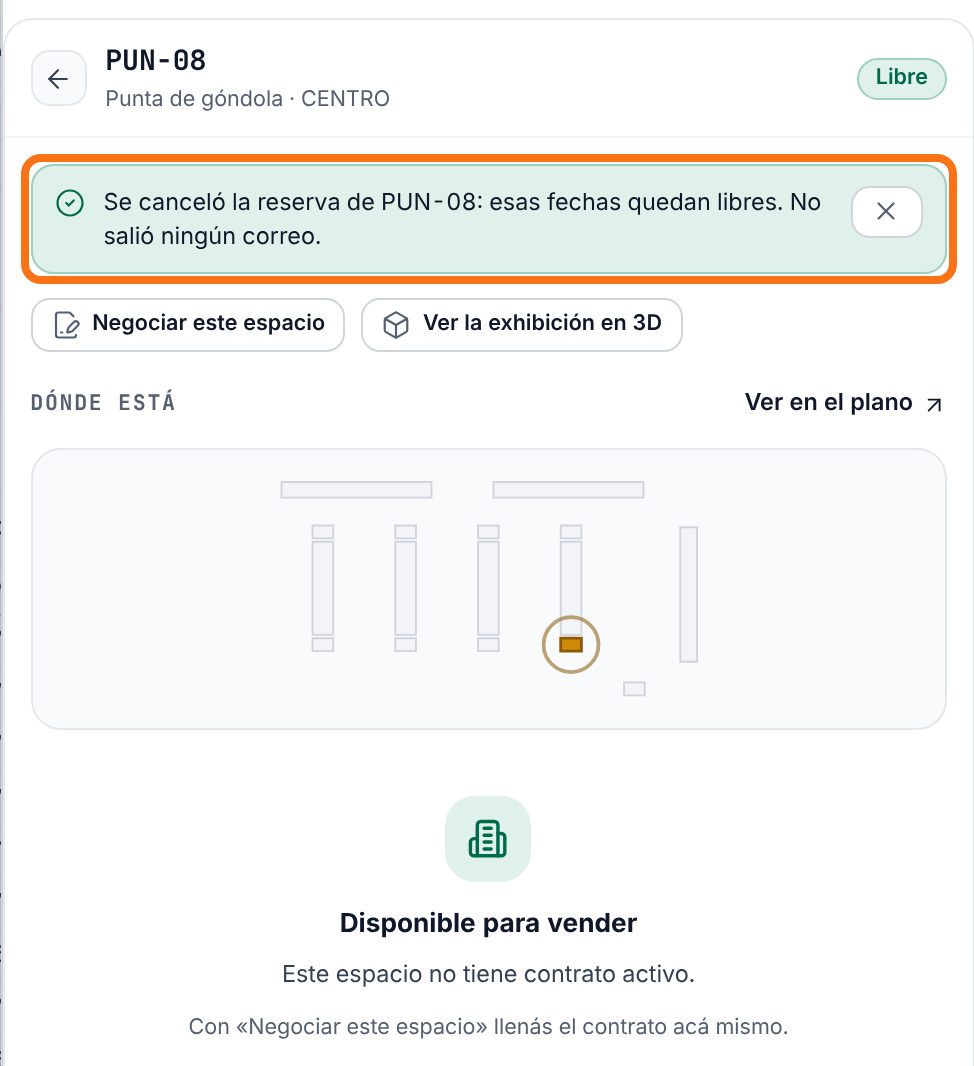 PUN-08
Punta de góndola · CENTRO
Libre
Se canceló la reserva de PUN-08: esas fechas quedan libres. No
salió ningún correo.
Negociar este espacio
Ver la exhibición en 3D
DÓNDE ESTÁ
Ver en el plano
Disponible para vender
Este espacio no tiene contrato activo.
Con «Negociar este espacio» llenás el contrato acá mismo.